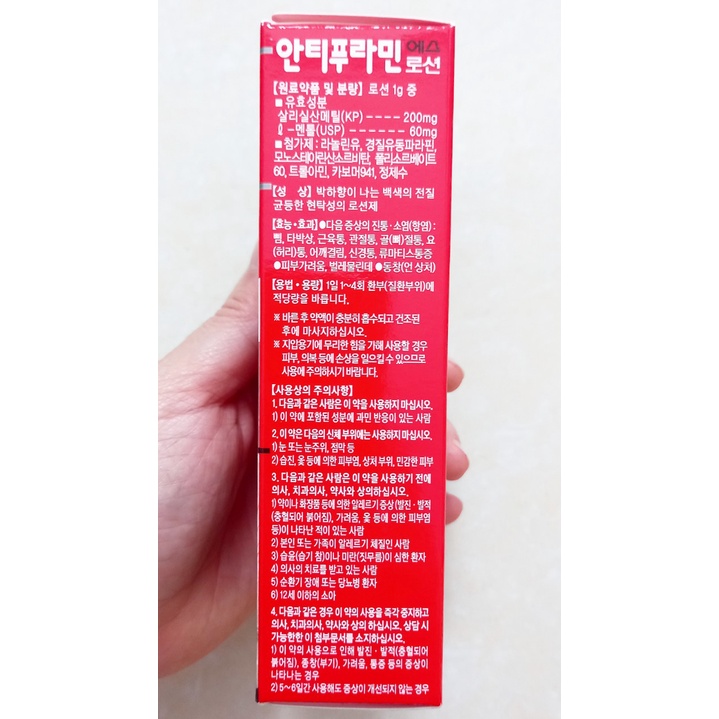 안티푸라민 에스
로션
[원료약품 및 분량] 로션 1g 중
■유효성분
살리실산메틸(KP) ---- 200mg
ℓ-멘톨(USP) ------ 60mg
■첨가제 : 라놀린유, 경질유동파라핀,
모노스테아린산소르비탄, 폴리소르베이트
60, 트롤아민, 카보머941, 정제수
[성 상] 박하향이 나는 백색의 전질
균등한 현탁성의 로션제
[효능·효과] ●다음 증상의 진통·소염(항염) :
삠, 타박상, 근육통, 관절통, 골(뼈)절통, 요
(허리)통, 어깨결림, 신경통, 류마티스통증
●피부가려움, 벌레물린데 ●동창(언 상처)
[용법·용량] 1일 1~4회 환부(질환부위)에
적당량을 바릅니다.
※ 바른 후 약액이 충분히 흡수되고 건조된
후에 마사지하십시오.
※ 지압용기에 무리한 힘을 가해 사용할 경우
피부, 의복 등에 손상을 일으킬 수 있으므로
사용에 주의하시기 바랍니다.
[사용상의 주의사항]
1. 다음과 같은 사람은 이 약을 사용하지 마십시오.
1) 이 약에 포함된 성분에 과민 반응이 있는 사람
2. 이 약은 다음의 신체 부위에는 사용하지 마십시오.
1) 눈 또는 눈주위, 점막 등
2) 습진, 옻 등에 의한 피부염, 상처 부위, 민감한 피부
3. 다음과 같은 사람은 이 약을 사용하기 전에
의사, 치과의사, 약사와 상의하십시오.
1) 약이나 화장품 등에 의한 알레르기 증상(발진·발적
(충혈되어 붉어짐), 가려움, 옻 등에 의한 피부염
등)이 나타난 적이 있는 사람
2) 본인 또는 가족이 알레르기 체질인 사람
3) 습윤(습기 참)이나 미란(짓무름)이 심한 환자
4) 의사의 치료를 받고 있는 사람
5) 순환기 장애 또는 당뇨병 환자
6) 12세 이하의 소아
4. 다음과 같은 경우 이 약의 사용을 즉각 중지하고
의사, 치과의사, 약사와 상의 하십시오. 상담 시
가능한한 이 첨부문서를 소지하십시오.
1) 이 약의 사용으로 인해 발진·발적(충혈되어
붉어짐), 종창(부기), 가려움, 통증 등의 증상이
나타나는 경우
2) 5~6일간 사용해도 증상이 개선되지 않는 경우